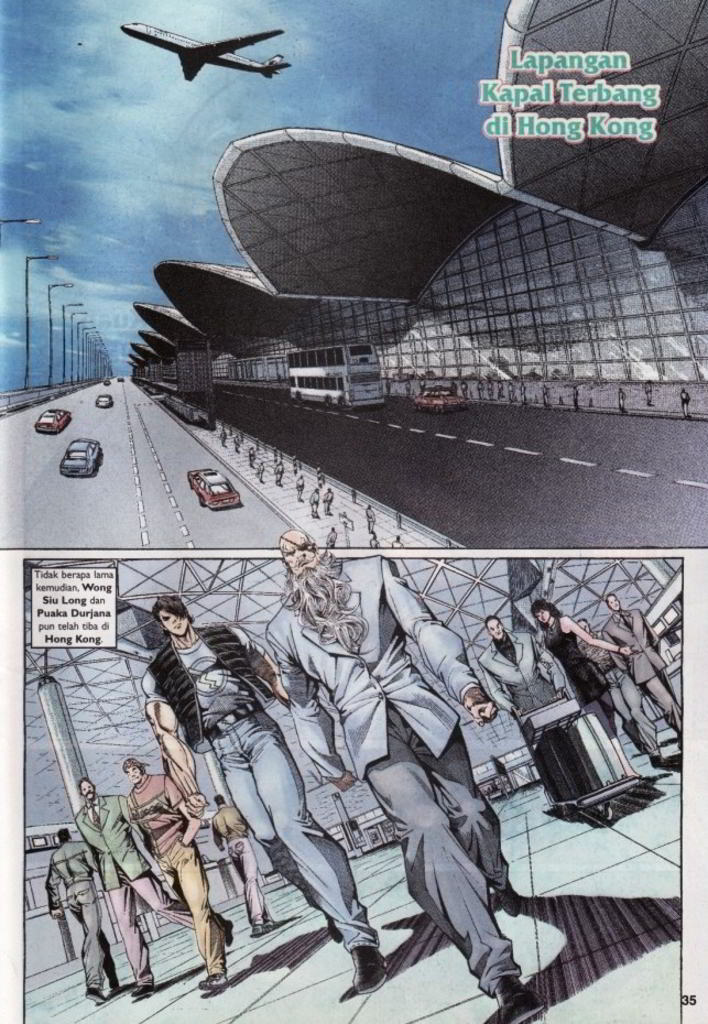 Lapangan
Kapal Terbang
di Hong Kong
Tidak berapa lama
kemudian, Wong
Siu Long dan
Puaka Durjana
pun telah tiba di
Hong Kong.
35